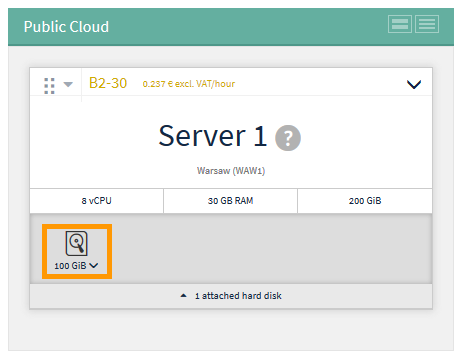 Public Cloud
B2-30 0.237 € excl. VAT/hour
Server 1 ?
Warsaw (WAW1)
8 vCPU 30 GB RAM 200 GiB
100 GiB
1 attached hard disk